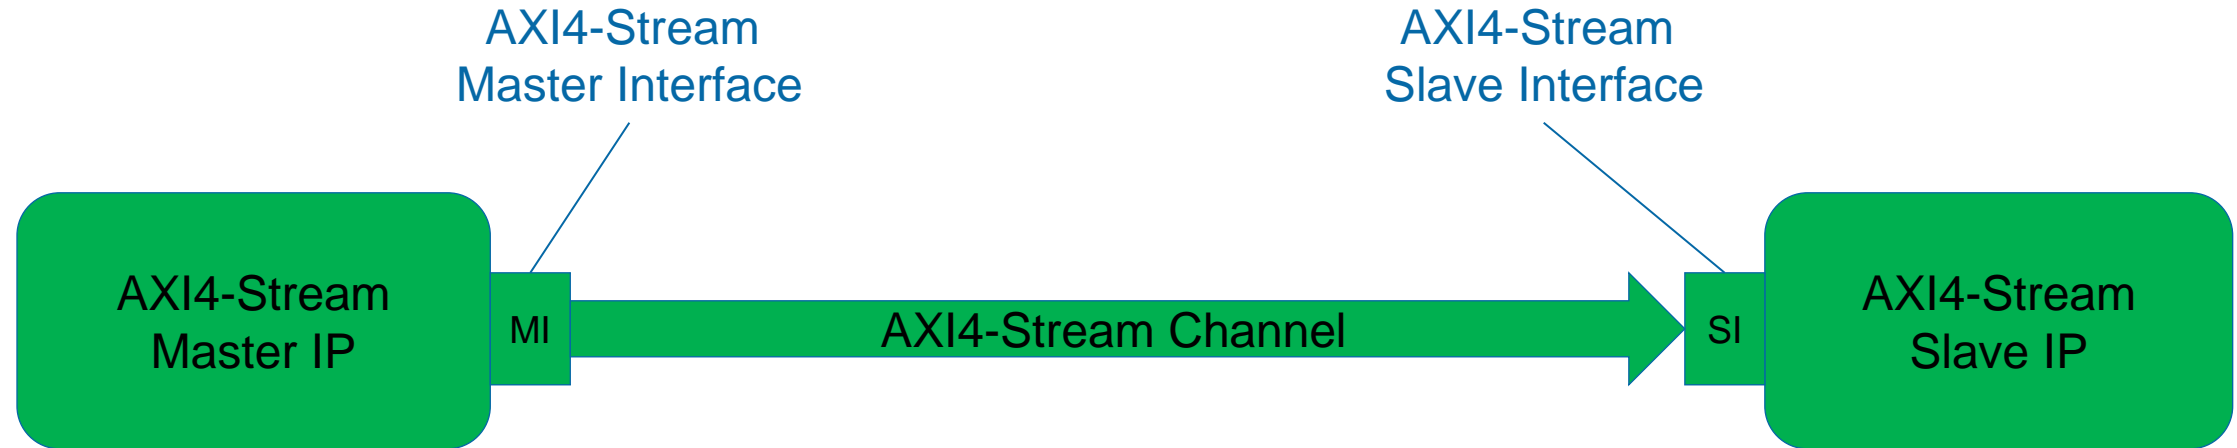 AXI4-Stream
Master Interface
AXI4-Stream
Slave Interface
AXI4-Stream
Master IP
MI
AXI4-Stream Channel
SI
AXI4-Stream
Slave IP